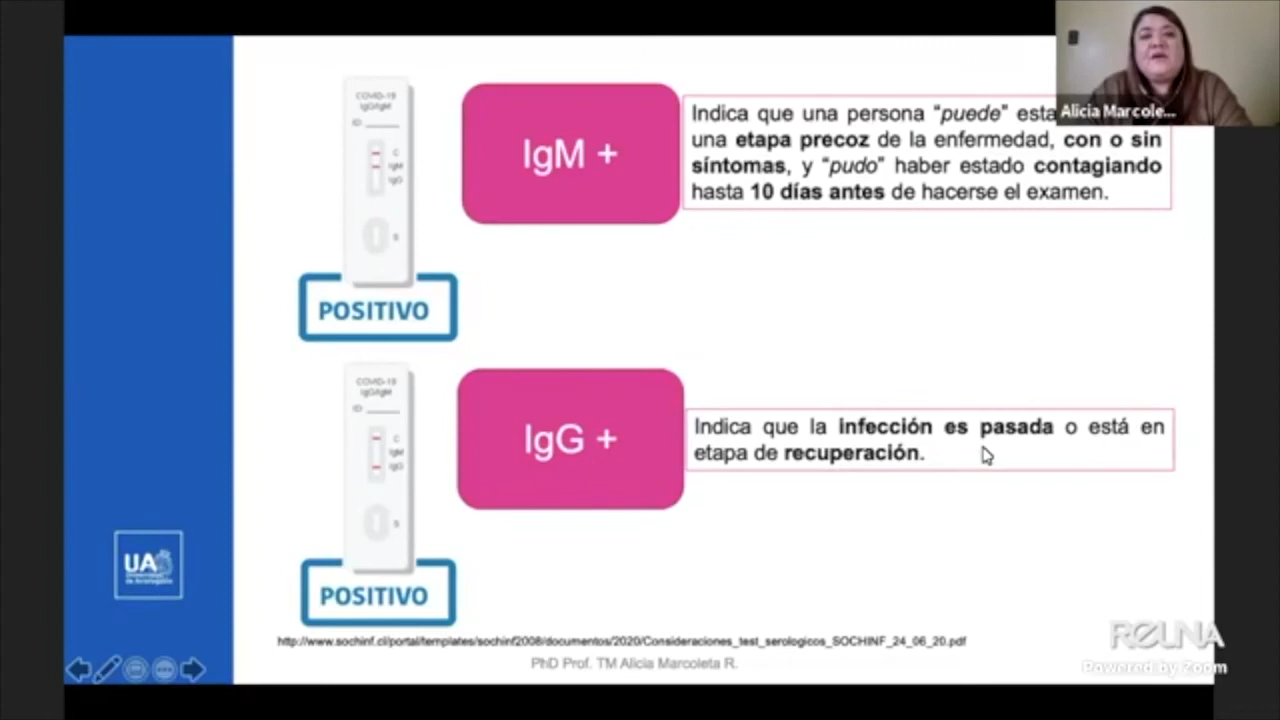 COVID-19
IgG/IgM
ID
C
IgM
IgG
S
POSITIVO
IgM +
Indica que una persona “puede” esta
una etapa precoz de la enfermedad, con o sin
síntomas, y “pudo” haber estado contagiando
hasta 10 días antes de hacerse el examen.
Alicia Marcole...
COVID-19
IgG/IgM
ID
C
IgM
IgG
S
POSITIVO
IgG +
Indica que la infección es pasada o está en
etapa de recuperación.
UA
http://www.sochinf.cl/portal/templates/sochinf2008/documentos/2020/Consideraciones_test_serologicos_SOCHINF_24_06_20.pdf
PhD Prof. TM Alicia Marcoleta R.
REUNA
Powered by Zoom